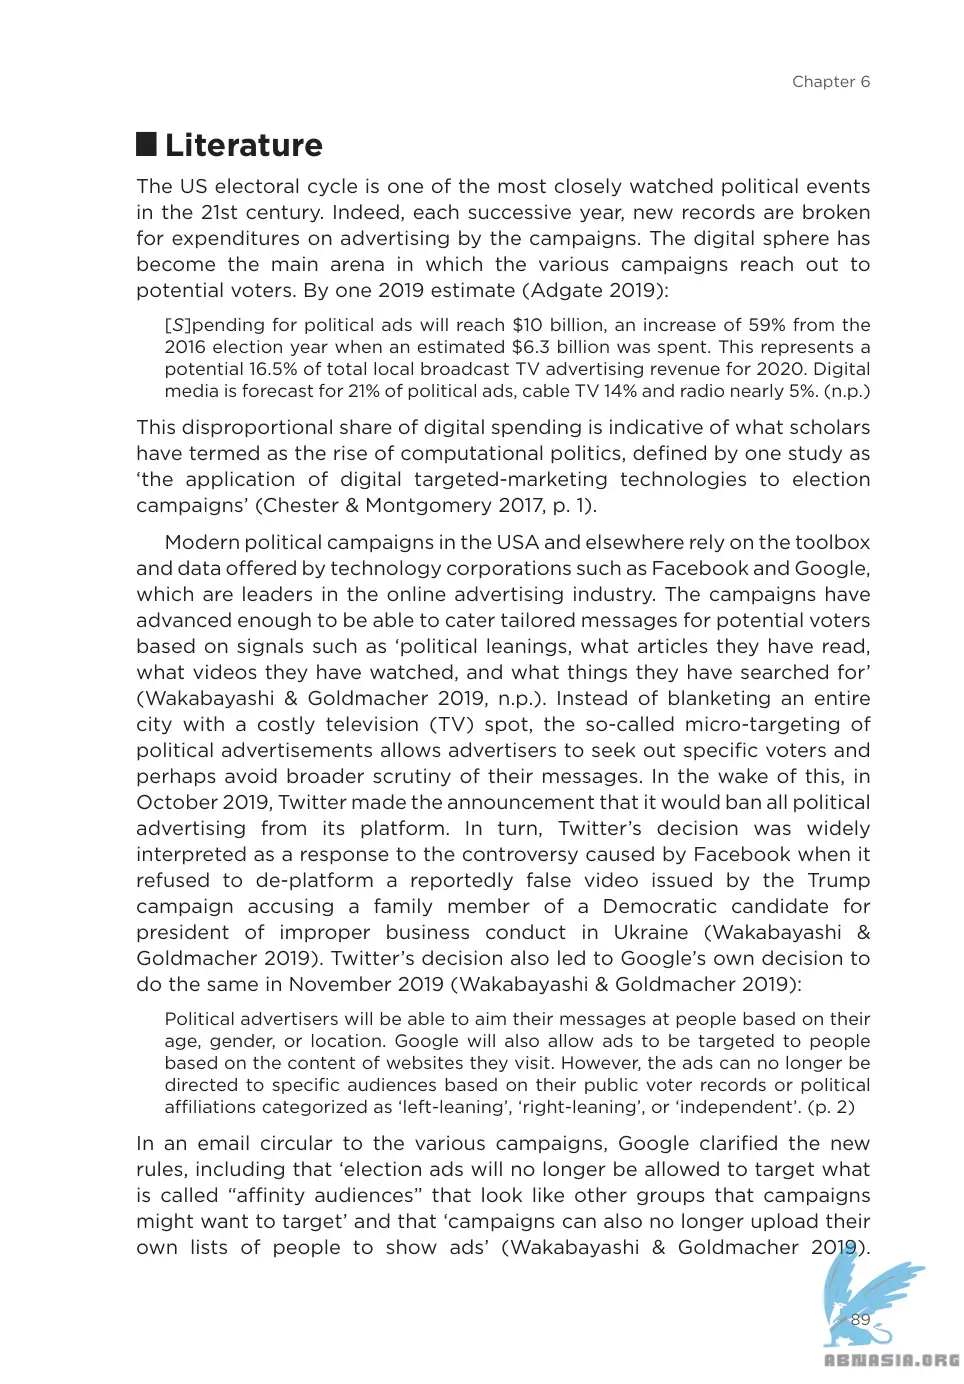 Chapter 6
Literature
The US electoral cycle is one of the most closely watched political events
in the 21st century. Indeed, each successive year, new records are broken
for expenditures on advertising by the campaigns. The digital sphere has
become the main arena in which the various campaigns reach out to
potential voters. By one 2019 estimate (Adgate 2019):
[S]pending for political ads will reach $10 billion, an increase of 59% from the
2016 election year when an estimated $6.3 billion was spent. This represents a
potential 16.5% of total local broadcast TV advertising revenue for 2020. Digital
media is forecast for 21% of political ads, cable TV 14% and radio nearly 5%. (n.p.)
This disproportional share of digital spending is indicative of what scholars
have termed as the rise of computational politics, defined by one study as
‘the application of digital targeted-marketing technologies to election
campaigns’ (Chester & Montgomery 2017, p. 1).
Modern political campaigns in the USA and elsewhere rely on the toolbox
and data offered by technology corporations such as Facebook and Google,
which are leaders in the online advertising industry. The campaigns have
advanced enough to be able to cater tailored messages for potential voters
based on signals such as ‘political leanings, what articles they have read,
what videos they have watched, and what things they have searched for’
(Wakabayashi & Goldmacher 2019, n.p.). Instead of blanketing an entire
city with a costly television (TV) spot, the so-called micro-targeting of
political advertisements allows advertisers to seek out specific voters and
perhaps avoid broader scrutiny of their messages. In the wake of this, in
October 2019, Twitter made the announcement that it would ban all political
advertising from its platform. In turn, Twitter’s decision was widely
interpreted as a response to the controversy caused by Facebook when it
refused to de-platform a reportedly false video issued by the Trump
campaign accusing a family member of a Democratic candidate for
president of improper business conduct in Ukraine (Wakabayashi &
Goldmacher 2019). Twitter’s decision also led to Google’s own decision to
do the same in November 2019 (Wakabayashi & Goldmacher 2019):
Political advertisers will be able to aim their messages at people based on their
age, gender, or location. Google will also allow ads to be targeted to people
based on the content of websites they visit. However, the ads can no longer be
directed to specific audiences based on their public voter records or political
affiliations categorized as ‘left-leaning’, ‘right-leaning’, or ‘independent’. (p. 2)
In an email circular to the various campaigns, Google clarified the new
rules, including that ‘election ads will no longer be allowed to target what
is called “affinity audiences” that look like other groups that campaigns
might want to target’ and that ‘campaigns can also no longer upload their
own lists of people to show ads’ (Wakabayashi & Goldmacher 2019).
89
ABNASIA.ORG